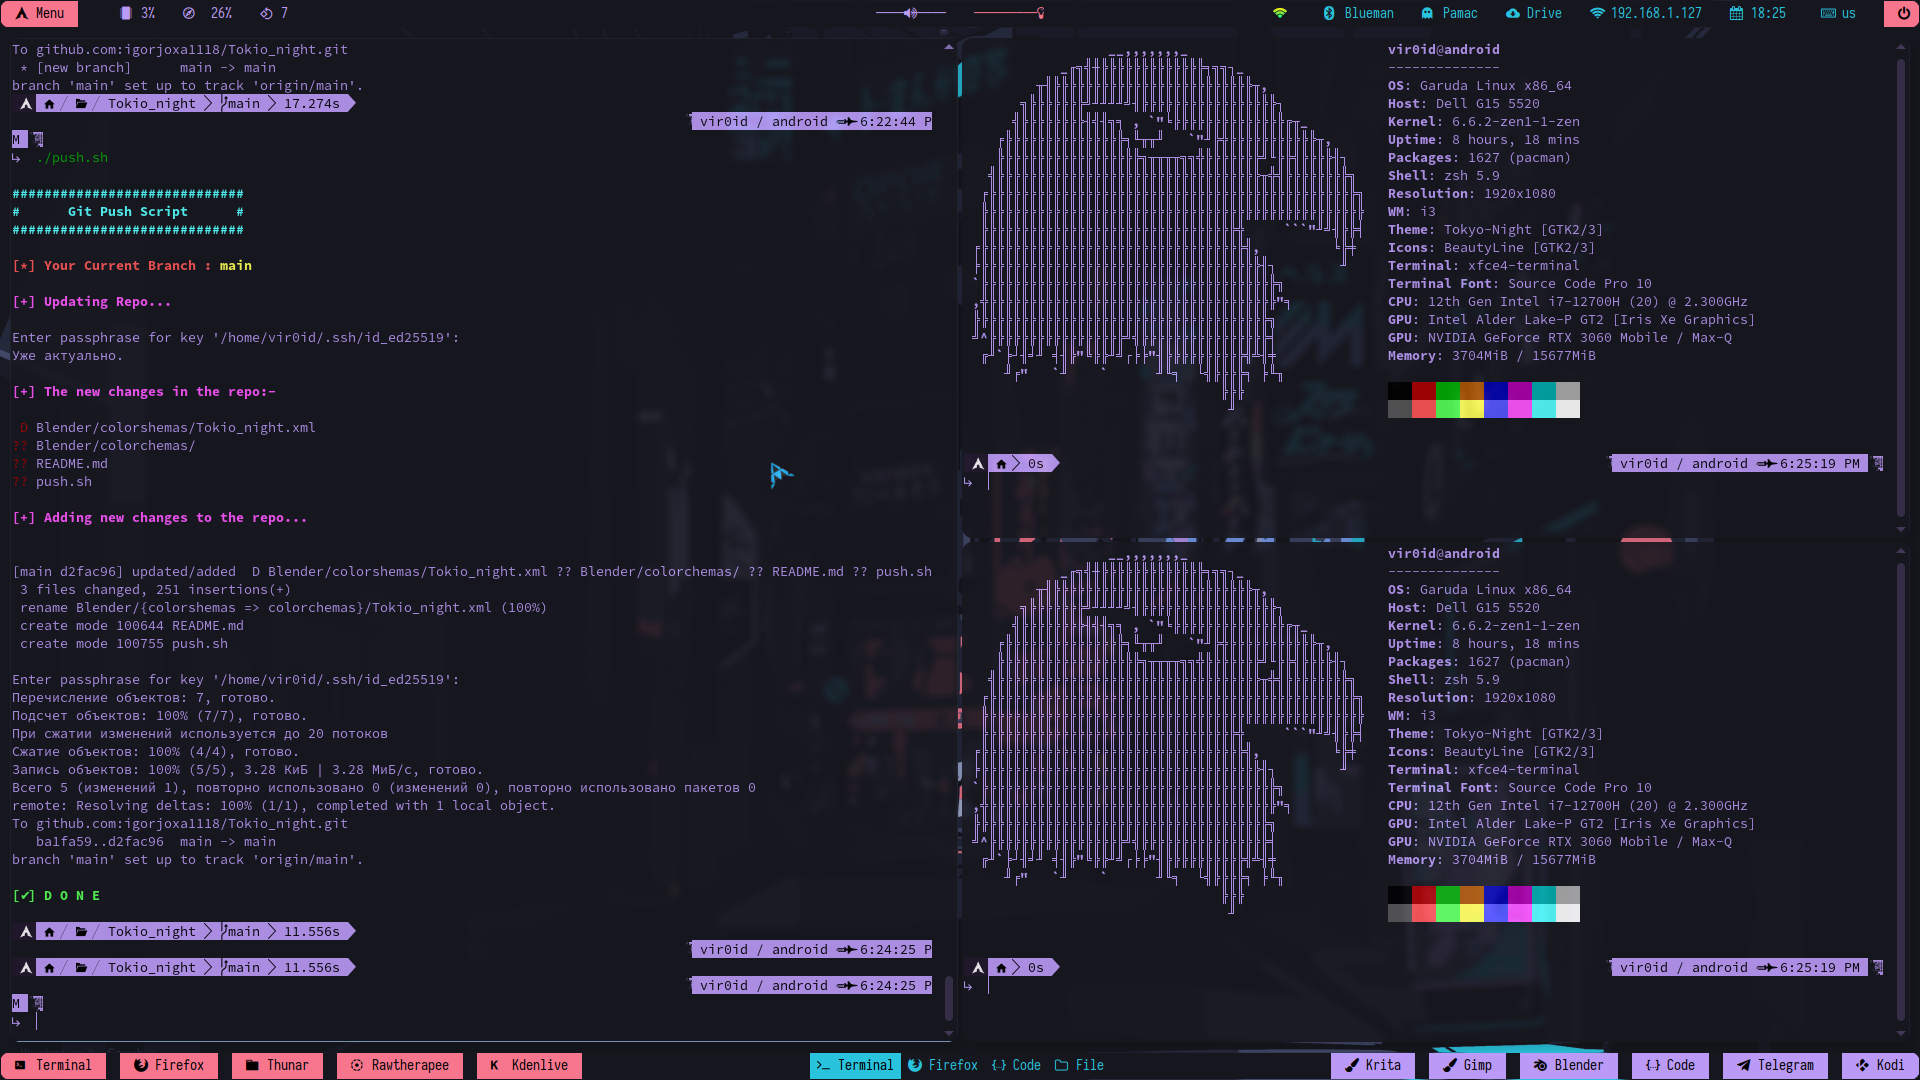 Menu 3% 26% 7 Blueman Pamac Drive 192.168.1.127 18:25 us
To github.com:igorjoxa1118/Tokio_night.git
* [new branch] main -> main
branch 'main' set up to track 'origin/main'.
/ / Tokio_night main 17.274s
vir0id / android 6:22:44 P
M
./push.sh
#############################
# Git Push Script #
#############################
[*] Your Current Branch : main
[+] Updating Repo...
Enter passphrase for key '/home/vir0id/.ssh/id_ed25519':
Уже актуально.
[+] The new changes in the repo:-
D Blender/colorshemas/Tokio_night.xml
?? Blender/colorchemas/
?? README.md
?? push.sh
[+] Adding new changes to the repo...
[main d2fac96] updated/added D Blender/colorshemas/Tokio_night.xml ?? Blender/colorchemas/ ?? README.md ?? push.sh
3 files changed, 251 insertions(+)
rename Blender/{colorshemas => colorchemas}/Tokio_night.xml (100%)
create mode 100644 README.md
create mode 100755 push.sh
Enter passphrase for key '/home/vir0id/.ssh/id_ed25519':
Перечисление объектов: 7, готово.
Подсчет объектов: 100% (7/7), готово.
При сжатии изменений используется до 20 потоков
Сжатие объектов: 100% (4/4), готово.
Запись объектов: 100% (5/5), 3.28 КиБ | 3.28 МиБ/с, готово.
Всего 5 (изменений 1), повторно использовано 0 (изменений 0), повторно использовано пакетов 0
remote: Resolving deltas: 100% (1/1), completed with 1 local object.
To github.com:igorjoxa1118/Tokio_night.git
ba1fa59..d2fac96 main -> main
branch 'main' set up to track 'origin/main'.
[✔] D O N E
/ / Tokio_night main 11.556s
vir0id / android 6:24:25 P
/ / Tokio_night main 11.556s
vir0id / android 6:24:25 P
M
vir0id@android
--------------
OS: Garuda Linux x86_64
Host: Dell G15 5520
Kernel: 6.6.2-zen1-1-zen
Uptime: 8 hours, 18 mins
Packages: 1627 (pacman)
Shell: zsh 5.9
Resolution: 1920x1080
WM: i3
Theme: Tokyo-Night [GTK2/3]
Icons: BeautyLine [GTK2/3]
Terminal: xfce4-terminal
Terminal Font: Source Code Pro 10
CPU: 12th Gen Intel i7-12700H (20) @ 2.300GHz
GPU: Intel Alder Lake-P GT2 [Iris Xe Graphics]
GPU: NVIDIA GeForce RTX 3060 Mobile / Max-Q
Memory: 3704MiB / 15677MiB
0s
vir0id / android 6:25:19 PM
vir0id@android
--------------
OS: Garuda Linux x86_64
Host: Dell G15 5520
Kernel: 6.6.2-zen1-1-zen
Uptime: 8 hours, 18 mins
Packages: 1627 (pacman)
Shell: zsh 5.9
Resolution: 1920x1080
WM: i3
Theme: Tokyo-Night [GTK2/3]
Icons: BeautyLine [GTK2/3]
Terminal: xfce4-terminal
Terminal Font: Source Code Pro 10
CPU: 12th Gen Intel i7-12700H (20) @ 2.300GHz
GPU: Intel Alder Lake-P GT2 [Iris Xe Graphics]
GPU: NVIDIA GeForce RTX 3060 Mobile / Max-Q
Memory: 3704MiB / 15677MiB
0s
vir0id / android 6:25:19 PM
Terminal Firefox Thunar Rawtherapee Kdenlive Terminal Firefox Code File Krita Gimp Blender Code Telegram Kodi